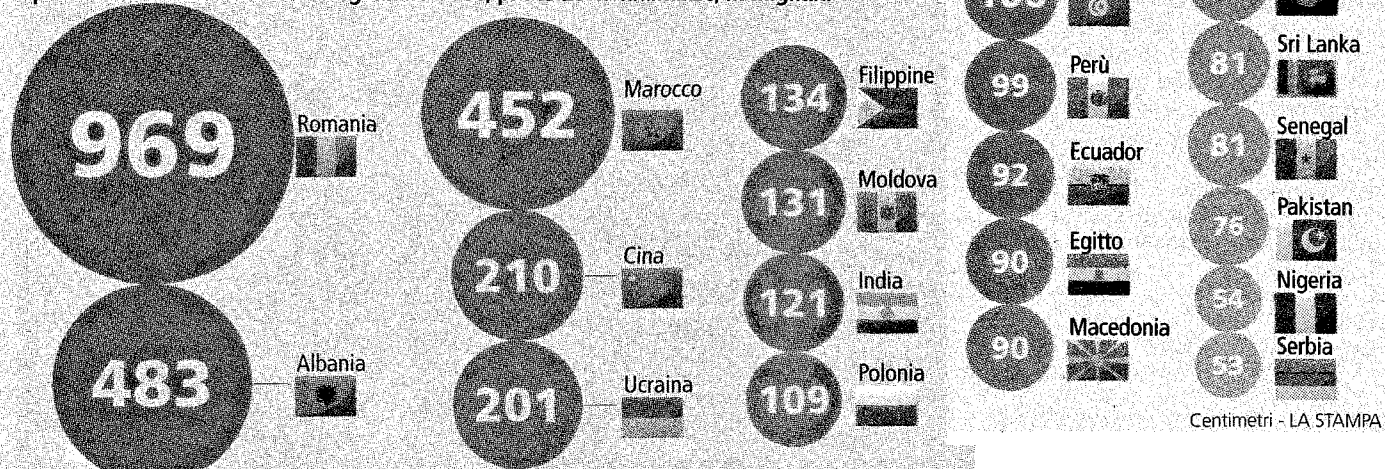 969
Romania
483
Albania
452
Marocco
210
Cina
201
Ucraina
134
Filippine
131
Moldova
121
India
109
Polonia
99
Perù
92
Ecuador
90
Egitto
90
Macedonia
81
Sri Lanka
81
Senegal
76
Pakistan
54
Nigeria
53
Serbia
Centimetri - LA STAMPA